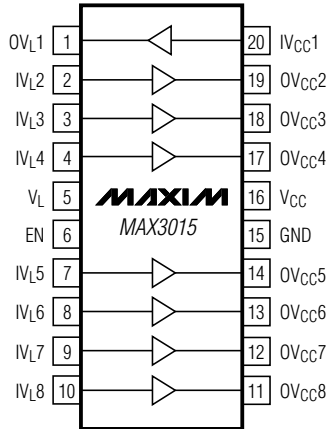 OVL1 1 20 IVCC1
IVL2 2 19 OVCC2
IVL3 3 18 OVCC3
IVL4 4 17 OVCC4
VL 5 MAXIM 16 VCC
EN 6 MAX3015 15 GND
IVL5 7 14 OVCC5
IVL6 8 13 OVCC6
IVL7 9 12 OVCC7
IVL8 10 11 OVCC8